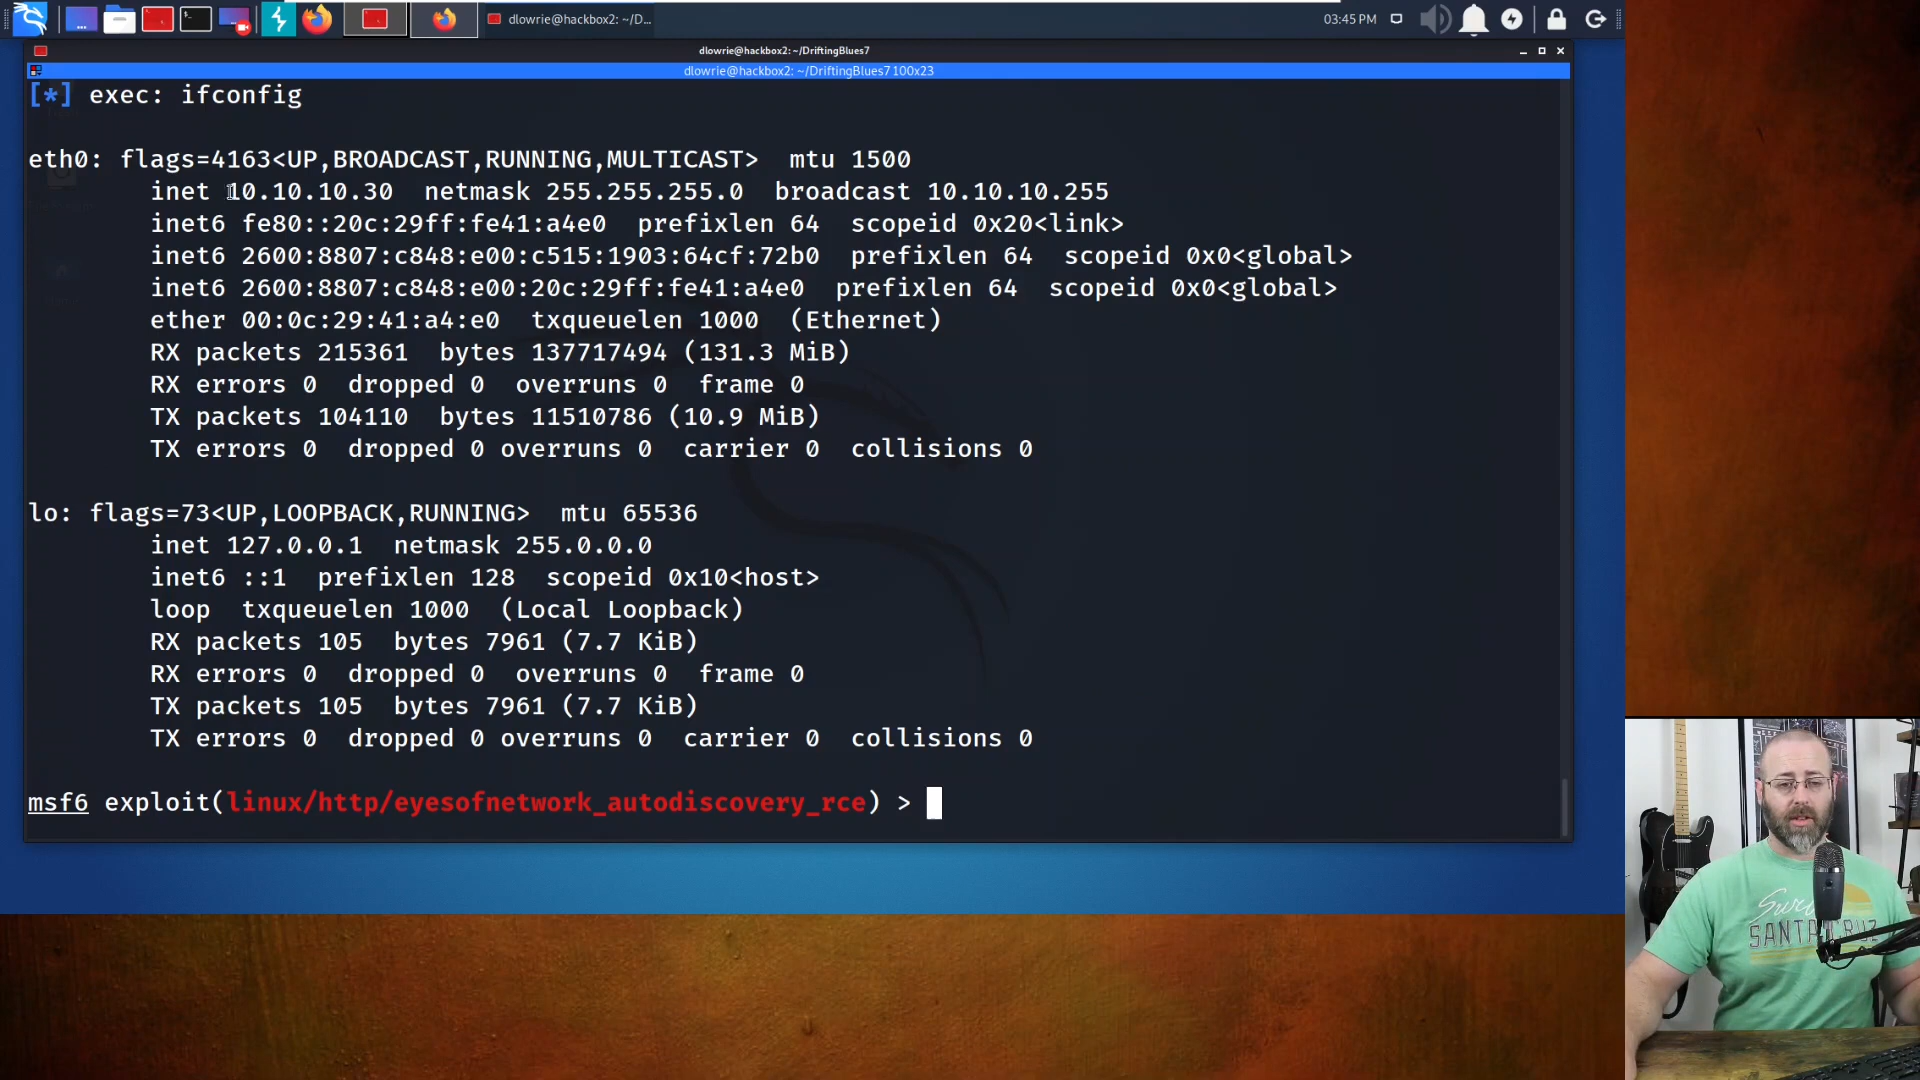 dlowrie@hackbox2: ~/D...
03:45 PM
dlowrie@hackbox2: ~/DriftingBlues7
dlowrie@hackbox2: ~/DriftingBlues7 100x23
[*] exec: ifconfig
eth0: flags=4163<UP,BROADCAST,RUNNING,MULTICAST>  mtu 1500
inet 10.10.10.30  netmask 255.255.255.0  broadcast 10.10.10.255
inet6 fe80::20c:29ff:fe41:a4e0  prefixlen 64  scopeid 0x20<link>
inet6 2600:8807:c848:e00:c515:1903:64cf:72b0  prefixlen 64  scopeid 0x0<global>
inet6 2600:8807:c848:e00:20c:29ff:fe41:a4e0  prefixlen 64  scopeid 0x0<global>
ether 00:0c:29:41:a4:e0  txqueuelen 1000  (Ethernet)
RX packets 215361  bytes 137717494 (131.3 MiB)
RX errors 0  dropped 0  overruns 0  frame 0
TX packets 104110  bytes 11510786 (10.9 MiB)
TX errors 0  dropped 0 overruns 0  carrier 0  collisions 0
lo: flags=73<UP,LOOPBACK,RUNNING>  mtu 65536
inet 127.0.0.1  netmask 255.0.0.0
inet6 ::1  prefixlen 128  scopeid 0x10<host>
loop  txqueuelen 1000  (Local Loopback)
RX packets 105  bytes 7961 (7.7 KiB)
RX errors 0  dropped 0  overruns 0  frame 0
TX packets 105  bytes 7961 (7.7 KiB)
TX errors 0  dropped 0 overruns 0  carrier 0  collisions 0
msf6 exploit(linux/http/eyesofnetwork_autodiscovery_rce) >
SANTA CRUZ